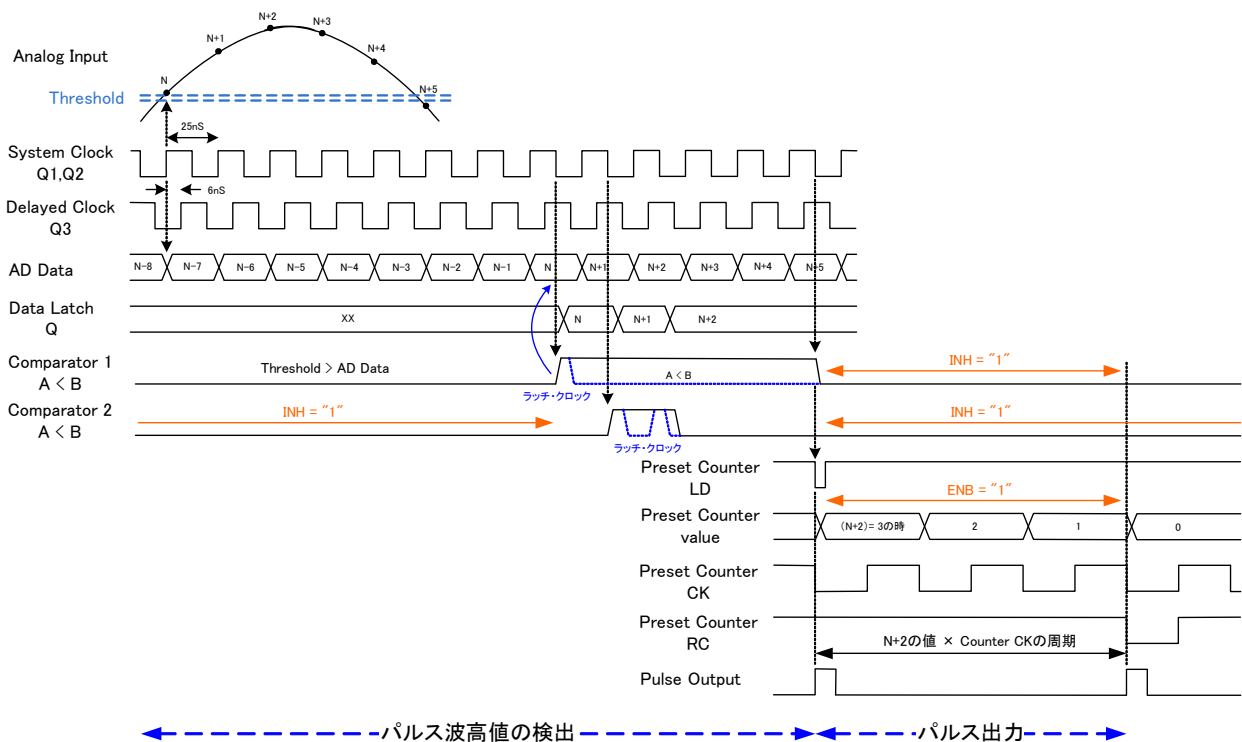 N+2
N+1
N+3
Analog Input
N+4
N
Threshold
N+5
25nS
System Clock
Q1,Q2
6nS
Delayed Clock
Q3
AD Data
N-8
N-7
N-6
N-5
N-4
N-3
N-2
N-1
N
N+1
N+2
N+3
N+4
N+5
Data Latch
Q
XX
N
N+1
N+2
Comparator 1
A < B
Threshold > AD Data
A < B
INH = "1"
ラッチ・クロック
Comparator 2
A < B
INH = "1"
INH = "1"
ラッチ・クロック
Preset Counter
LD
ENB = "1"
Preset Counter
value
(N+2)= 3の時
2
1
0
Preset Counter
CK
Preset Counter
RC
N+2の値 × Counter CKの周期
Pulse Output
パルス波高値の検出
パルス出力